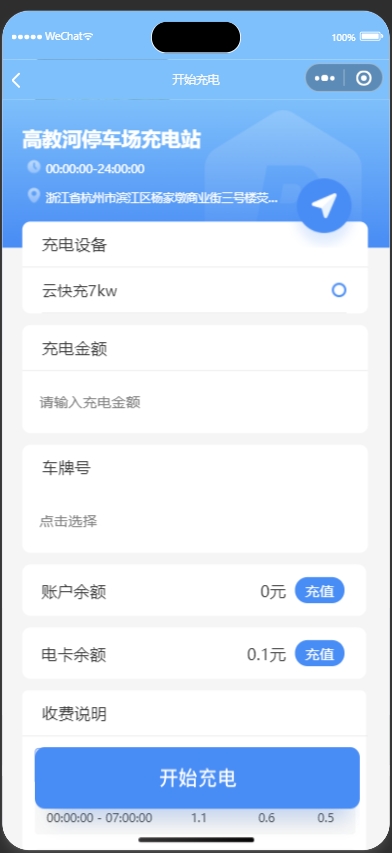 WeChat 100%
开始充电
高教河停车场充电站
00:00:00-24:00:00
浙江省杭州市滨江区杨家墩商业街三号楼荧...
充电设备
云快充7kw
充电金额
请输入充电金额
车牌号
点击选择
账户余额 0元 充值
电卡余额 0.1元 充值
收费说明
开始充电
00:00:00 - 07:00:00 1.1 0.6 0.5